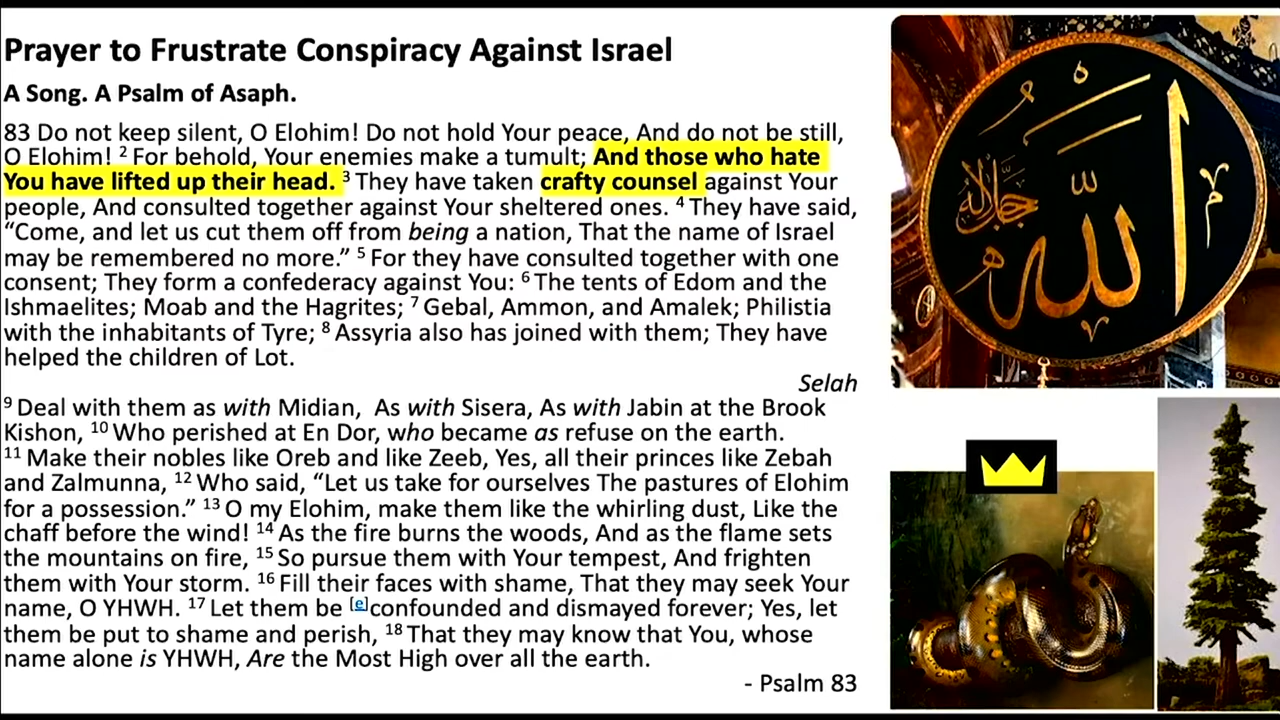 Prayer to Frustrate Conspiracy Against Israel
A Song. A Psalm of Asaph.
83 Do not keep silent, O Elohim! Do not hold Your peace, And do not be still,
O Elohim! 2 For behold, Your enemies make a tumult; And those who hate
You have lifted up their head. 3 They have taken crafty counsel against Your
people, And consulted together against Your sheltered ones. 4 They have said,
“Come, and let us cut them off from being a nation, That the name of Israel
may be remembered no more.” 5 For they have consulted together with one
consent; They form a confederacy against You: 6 The tents of Edom and the
Ishmaelites; Moab and the Hagrites; 7 Gebal, Ammon, and Amalek; Philistia
with the inhabitants of Tyre; 8 Assyria also has joined with them; They have
helped the children of Lot.
Selah
9 Deal with them as with Midian, As with Sisera, As with Jabin at the Brook
Kishon, 10 Who perished at En Dor, who became as refuse on the earth.
11 Make their nobles like Oreb and like Zeeb, Yes, all their princes like Zebah
and Zalmunna, 12 Who said, “Let us take for ourselves The pastures of Elohim
for a possession.” 13 O my Elohim, make them like the whirling dust, Like the
chaff before the wind! 14 As the fire burns the woods, And as the flame sets
the mountains on fire, 15 So pursue them with Your tempest, And frighten
them with Your storm. 16 Fill their faces with shame, That they may seek Your
name, O YHWH. 17 Let them be [e]confounded and dismayed forever; Yes, let
them be put to shame and perish, 18 That they may know that You, whose
name alone is YHWH, Are the Most High over all the earth.
- Psalm 83
الله
جل جلاله